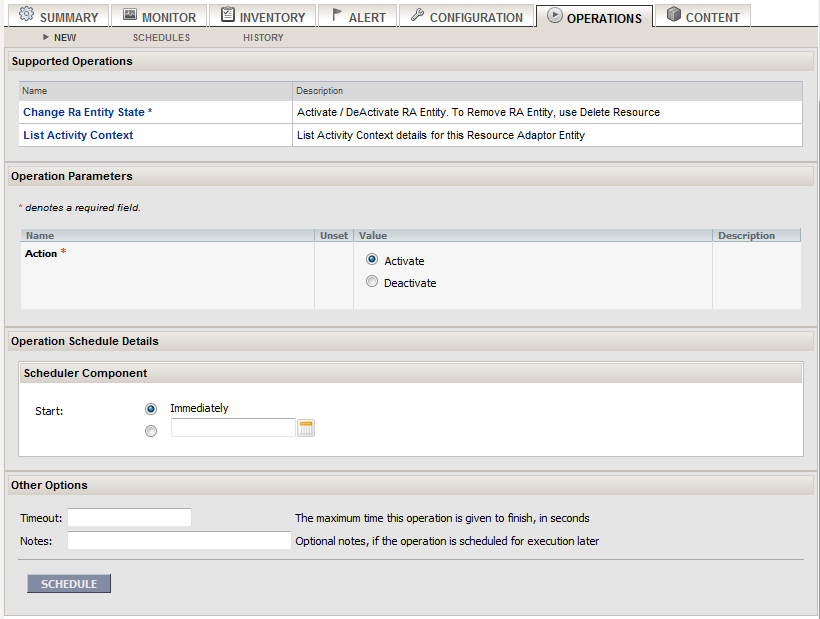 SUMMARY MONITOR INVENTORY ALERT CONFIGURATION OPERATIONS CONTENT
NEW SCHEDULES HISTORY
Supported Operations
Name Description
Change Ra Entity State * Activate / DeActivate RA Entity. To Remove RA Entity, use Delete Resource
List Activity Context List Activity Context details for this Resource Adaptor Entity
Operation Parameters
* denotes a required field.
Name Unset Value Description
Action * Activate
Deactivate
Operation Schedule Details
Scheduler Component
Start: Immediately
Other Options
Timeout: The maximum time this operation is given to finish, in seconds
Notes: Optional notes, if the operation is scheduled for execution later
SCHEDULE